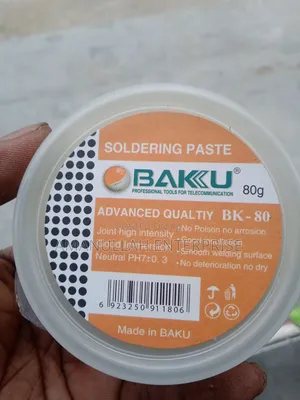 SOLDERING PASTE
BAKU®
PROFESSIONAL TOOLS FOR TELECOMMUNICATION
80g
ADVANCED QUALTIY BK-80
Joint high intensity
•No Poison no arrosion
Neutral PH7±0. 3
•Smooth welding surface
•No deterioration no dry
6 923250 911806
Made in BAKU